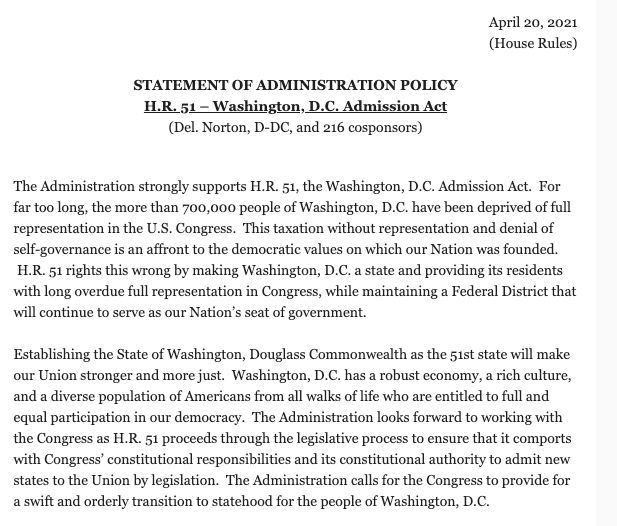 April 20, 2021
(House Rules)
STATEMENT OF ADMINISTRATION POLICY
H.R. 51 – Washington, D.C. Admission Act
(Del. Norton, D-DC, and 216 cosponsors)
The Administration strongly supports H.R. 51, the Washington, D.C. Admission Act.  For
far too long, the more than 700,000 people of Washington, D.C. have been deprived of full
representation in the U.S. Congress.  This taxation without representation and denial of
self-governance is an affront to the democratic values on which our Nation was founded.
H.R. 51 rights this wrong by making Washington, D.C. a state and providing its residents
with long overdue full representation in Congress, while maintaining a Federal District that
will continue to serve as our Nation’s seat of government.
Establishing the State of Washington, Douglass Commonwealth as the 51st state will make
our Union stronger and more just.  Washington, D.C. has a robust economy, a rich culture,
and a diverse population of Americans from all walks of life who are entitled to full and
equal participation in our democracy.  The Administration looks forward to working with
the Congress as H.R. 51 proceeds through the legislative process to ensure that it comports
with Congress’ constitutional responsibilities and its constitutional authority to admit new
states to the Union by legislation.  The Administration calls for the Congress to provide for
a swift and orderly transition to statehood for the people of Washington, D.C.